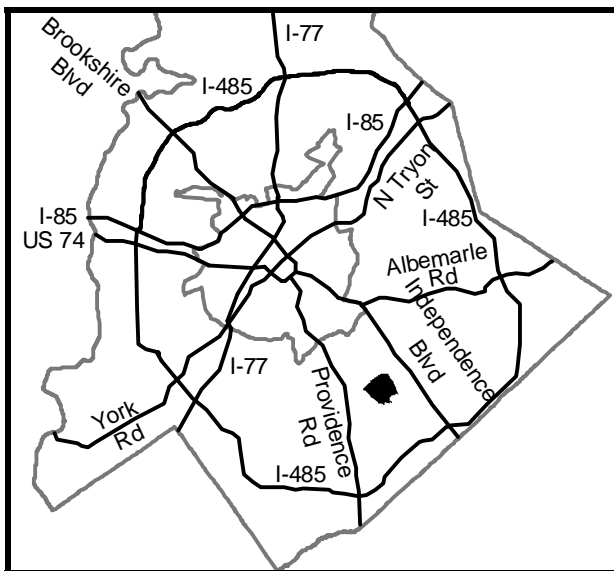 I-77
Brookshire
Blvd
I-485
I-85
N Tryon
St
I-85
US 74
I-485
Albemarle
Rd
Independence
Blvd
I-77
Providence
Rd
York
Rd
I-485